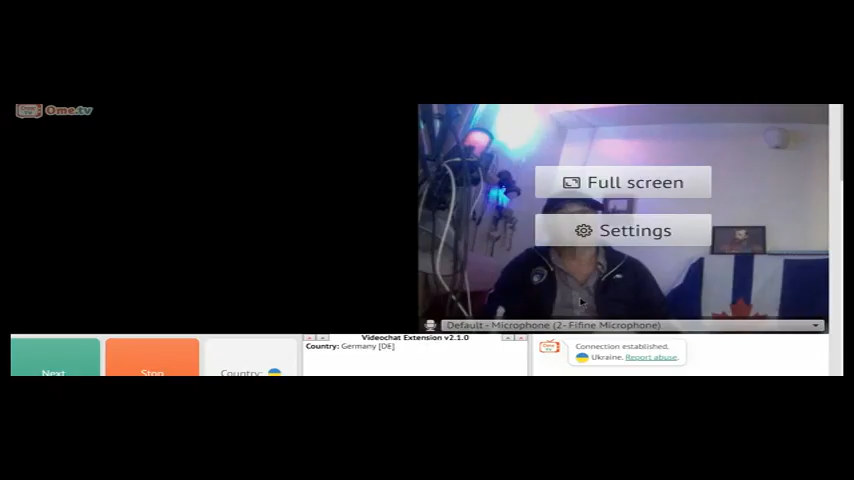 Ome.tv
Full screen
Settings
Default - Microphone (2- Fifine Microphone)
Videochat Extension v2.1.0
Country: Germany [DE]
Connection established.
Ukraine. Report abuse.
Next
Stop
Country: